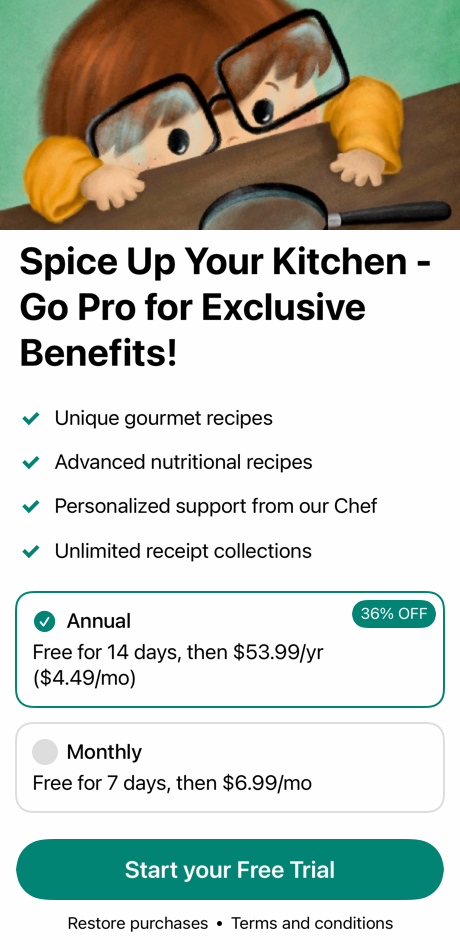 Spice Up Your Kitchen -
Go Pro for Exclusive
Benefits!
Unique gourmet recipes
Advanced nutritional recipes
Personalized support from our Chef
Unlimited receipt collections
Annual
36% OFF
Free for 14 days, then $53.99/yr
($4.49/mo)
Monthly
Free for 7 days, then $6.99/mo
Start your Free Trial
Restore purchases • Terms and conditions